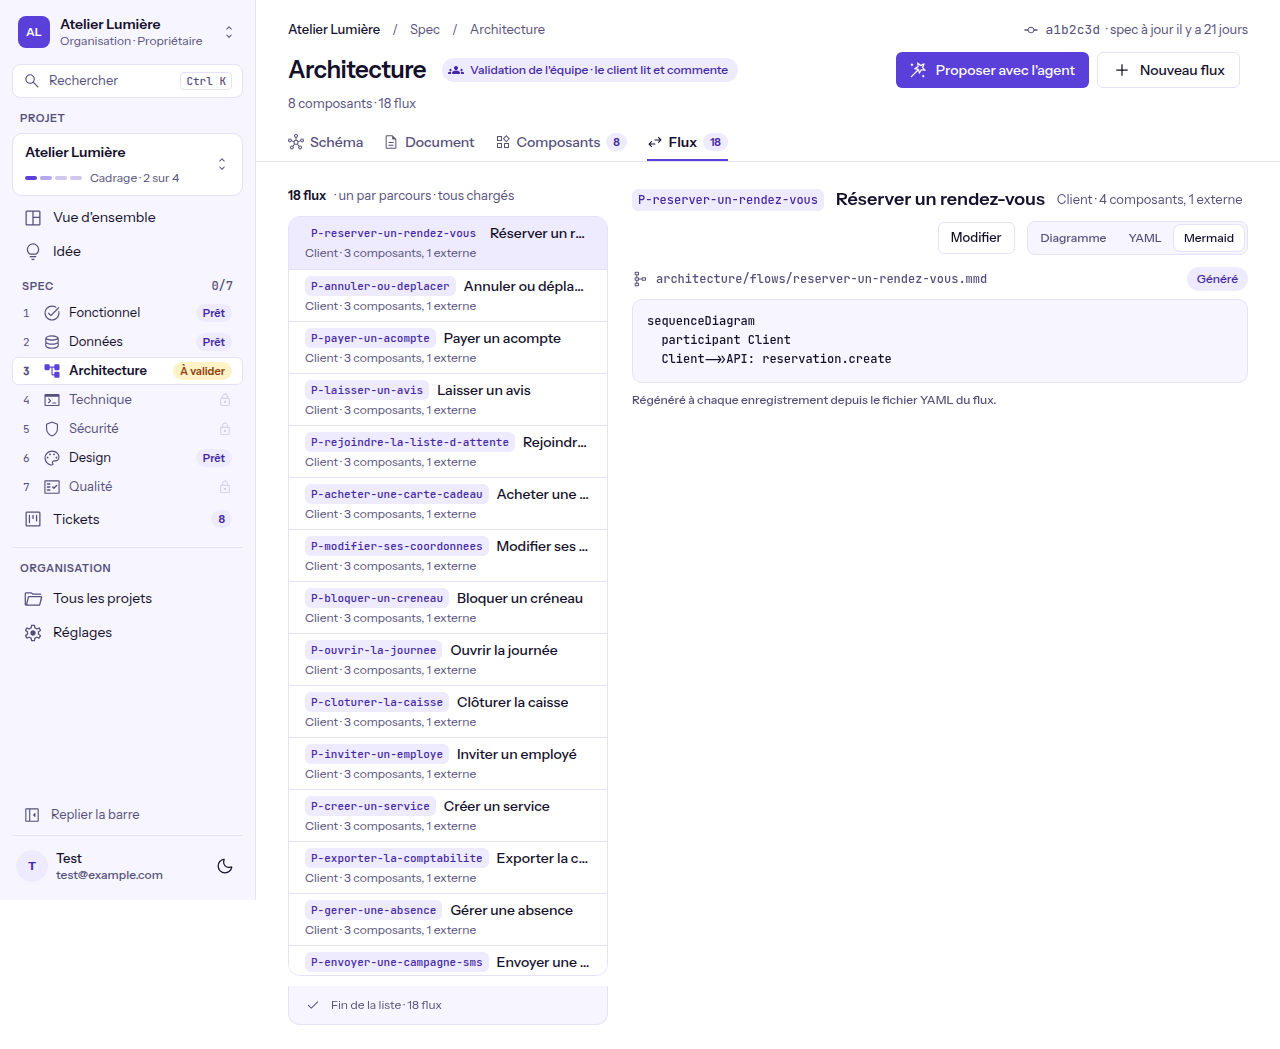 AL
Atelier Lumière
Organisation · Propriétaire
Rechercher
Ctrl K
PROJET
Atelier Lumière
Cadrage · 2 sur 4
Vue d'ensemble
Idée
SPEC
0/7
1 Fonctionnel Prêt
2 Données Prêt
3 Architecture À valider
4 Technique
5 Sécurité
6 Design Prêt
7 Qualité
Tickets 8
ORGANISATION
Tous les projets
Réglages
Replier la barre
T
Test
test@example.com
Atelier Lumière / Spec / Architecture
a1b2c3d · spec à jour il y a 21 jours
Architecture
Validation de l'équipe · le client lit et commente
Proposer avec l'agent
Nouveau flux
8 composants · 18 flux
Schéma
Document
Composants 8
Flux 18
18 flux · un par parcours · tous chargés
P-reserver-un-rendez-vous Réserver un r…
Client · 3 composants, 1 externe
P-annuler-ou-deplacer Annuler ou dépla…
Client · 3 composants, 1 externe
P-payer-un-acompte Payer un acompte
Client · 3 composants, 1 externe
P-laisser-un-avis Laisser un avis
Client · 3 composants, 1 externe
P-rejoindre-la-liste-d-attente Rejoindr…
Client · 3 composants, 1 externe
P-acheter-une-carte-cadeau Acheter une …
Client · 3 composants, 1 externe
P-modifier-ses-coordonnees Modifier ses …
Client · 3 composants, 1 externe
P-bloquer-un-creneau Bloquer un créneau
Client · 3 composants, 1 externe
P-ouvrir-la-journee Ouvrir la journée
Client · 3 composants, 1 externe
P-cloturer-la-caisse Clôturer la caisse
Client · 3 composants, 1 externe
P-inviter-un-employe Inviter un employé
Client · 3 composants, 1 externe
P-creer-un-service Créer un service
Client · 3 composants, 1 externe
P-exporter-la-comptabilite Exporter la c…
Client · 3 composants, 1 externe
P-gerer-une-absence Gérer une absence
Client · 3 composants, 1 externe
P-envoyer-une-campagne-sms Envoyer une …
Fin de la liste · 18 flux
P-reserver-un-rendez-vous Réserver un rendez-vous Client · 4 composants, 1 externe
Modifier
Diagramme
YAML
Mermaid
architecture/flows/reserver-un-rendez-vous.mmd
Généré
sequenceDiagram
participant Client
Client->>API: reservation.create
Régénéré à chaque enregistrement depuis le fichier YAML du flux.